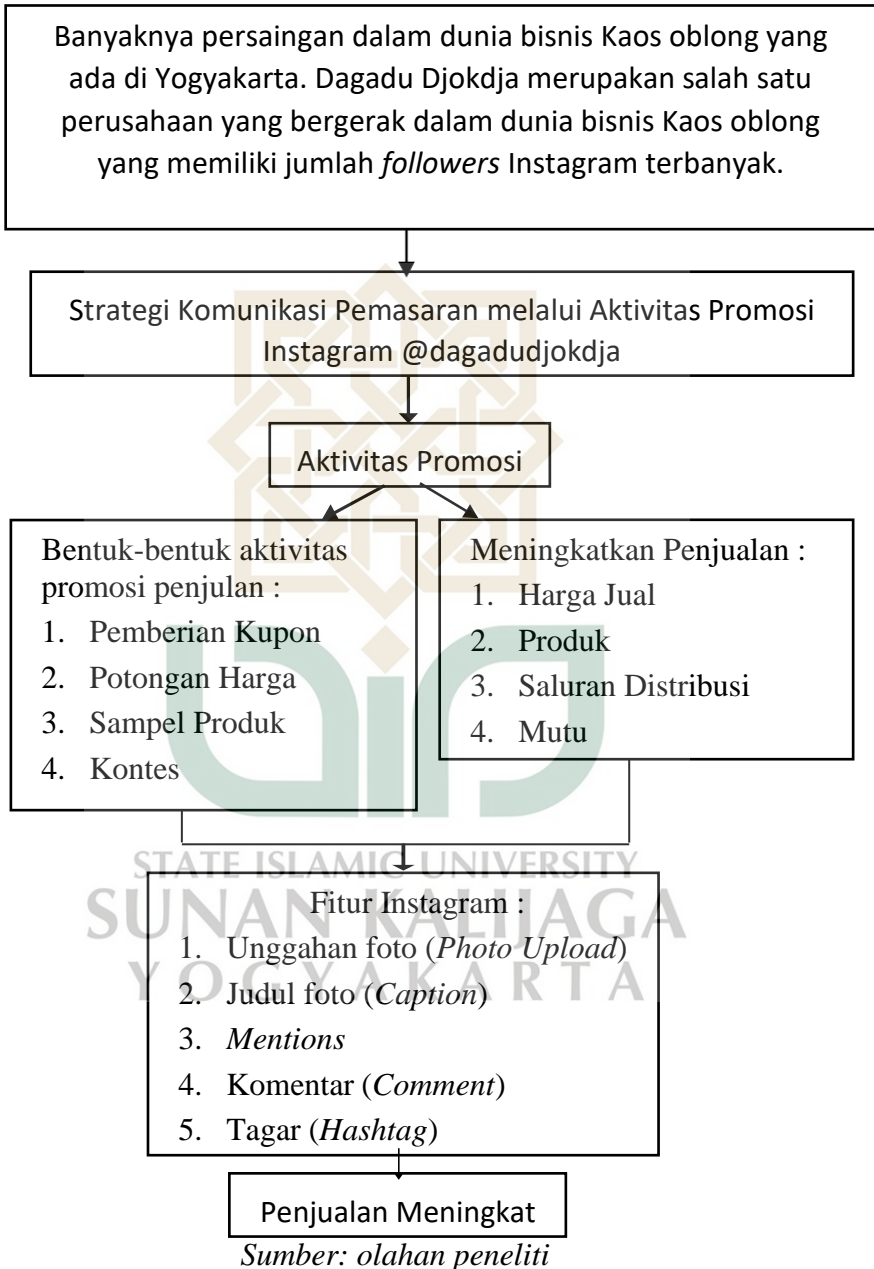 Banyaknya persaingan dalam dunia bisnis Kaos oblong yang
ada di Yogyakarta. Dagadu Djokdja merupakan salah satu
perusahaan yang bergerak dalam dunia bisnis Kaos oblong
yang memiliki jumlah followers Instagram terbanyak.
Strategi Komunikasi Pemasaran melalui Aktivitas Promosi
Instagram @dagadudjokdja
Aktivitas Promosi
Bentuk-bentuk aktivitas
promosi penjulan :
1. Pemberian Kupon
2. Potongan Harga
3. Sampel Produk
4. Kontes
Meningkatkan Penjualan :
1. Harga Jual
2. Produk
3. Saluran Distribusi
4. Mutu
STATE ISLAMIC UNIVERSITY
SUNAN KALIJAGA
YOGYAKARTA
Fitur Instagram :
1. Unggahan foto (Photo Upload)
2. Judul foto (Caption)
3. Mentions
4. Komentar (Comment)
5. Tagar (Hashtag)
Penjualan Meningkat
Sumber: olahan peneliti